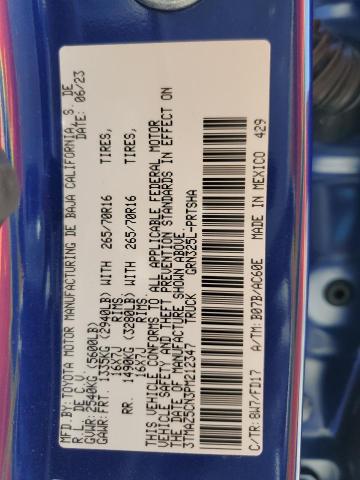 MFD.BY: TOYOTA MOTOR MANUFACTURING DE BAJA CALIFORNIA, S. DE
R.L. DE C.V. DATE: 06/23
GVWR: 2540KG (5600LB)
GAWR: FRT. 1335KG (2940LB) WITH 265/70R16 TIRES,
16X7J RIMS,
RR. 1490KG (3280LB) WITH 265/70R16 TIRES,
16X7J RIMS
THIS VEHICLE CONFORMS TO ALL APPLICABLE FEDERAL MOTOR
VEHICLE SAFETY AND THEFT PREVENTION STANDARDS IN EFFECT ON
THE DATE OF MANUFACTURE SHOWN ABOVE.
3TMAZ5CN3PM212347 TRUCK GRN325L-PRTSHA
C/TR: 8W7/FD17 A/TM: B07B/AC60E MADE IN MEXICO 429